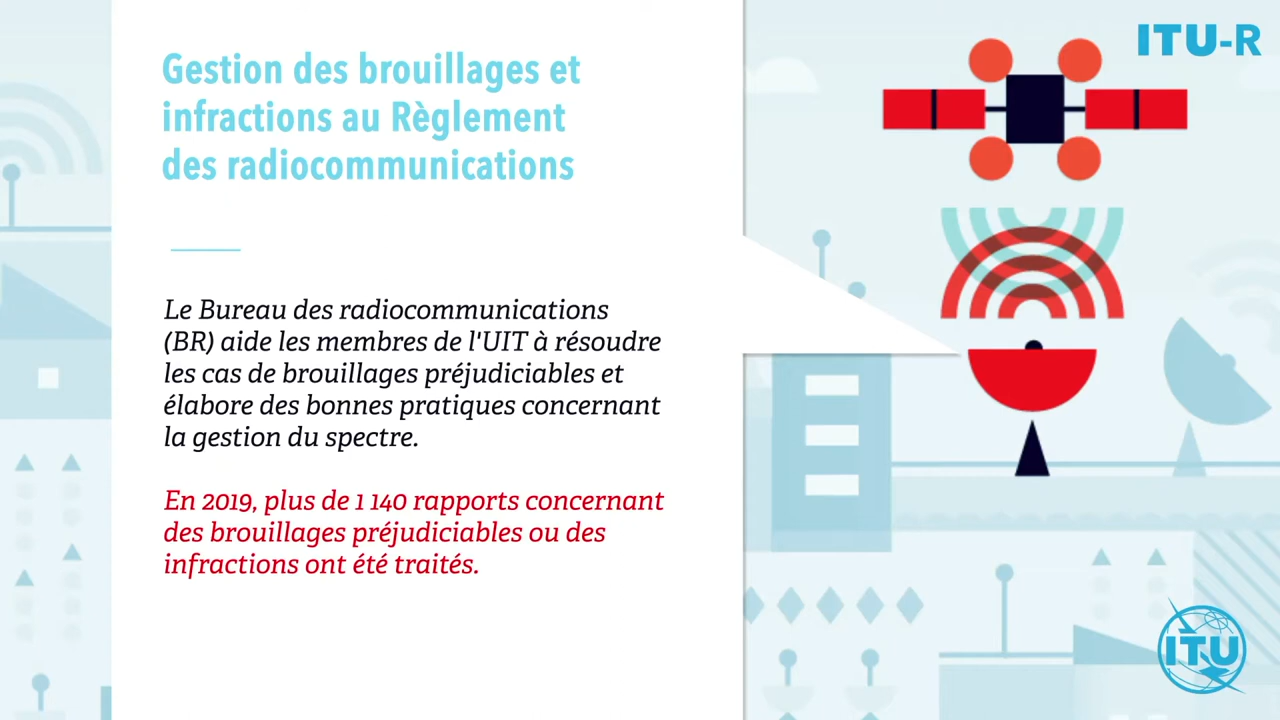 ITU-R
Gestion des brouillages et
infractions au Règlement
des radiocommunications
Le Bureau des radiocommunications
(BR) aide les membres de l'UIT à résoudre
les cas de brouillages préjudiciables et
élabore des bonnes pratiques concernant
la gestion du spectre.
En 2019, plus de 1 140 rapports concernant
des brouillages préjudiciables ou des
infractions ont été traités.
ITU